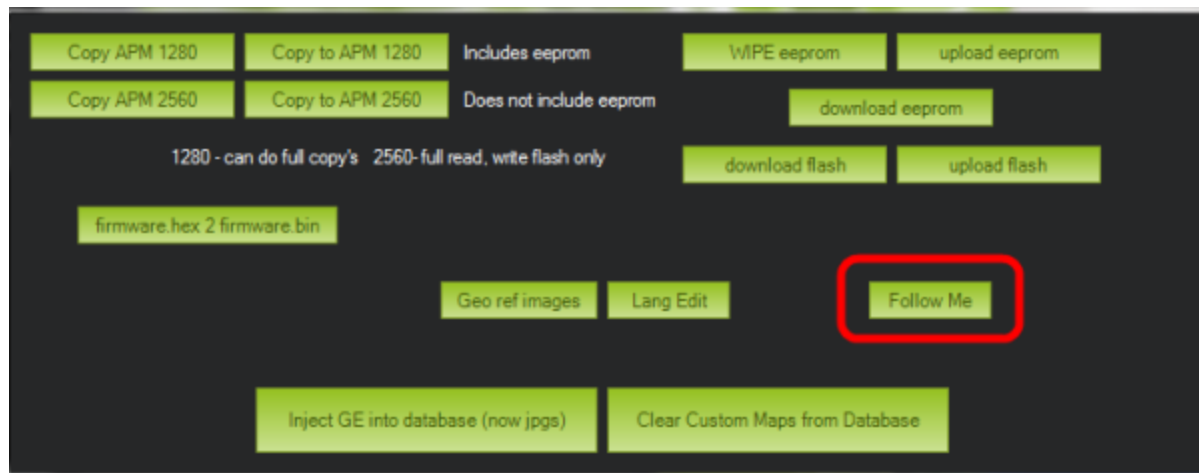 Copy APM 1280 Copy to APM 1280 Includes eeprom WIPE eeprom upload eeprom
Copy APM 2560 Copy to APM 2560 Does not include eeprom download eeprom
1280 - can do full copy's 2560- full read, write flash only download flash upload flash
firmware.hex 2 firmware.bin
Geo ref images Lang Edit Follow Me
Inject GE into database (now jpgs) Clear Custom Maps from Database